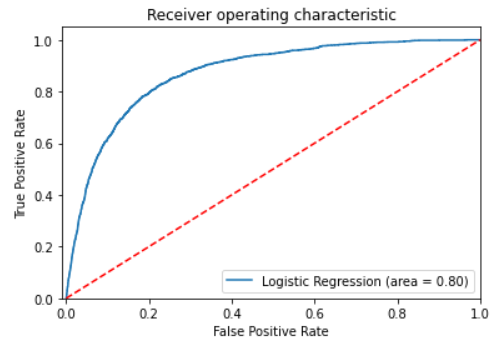 Receiver operating characteristic
1.0
0.8
0.6
0.4
0.2
0.0
True Positive Rate
Logistic Regression (area = 0.80)
0.0 0.2 0.4 0.6 0.8 1.0
False Positive Rate